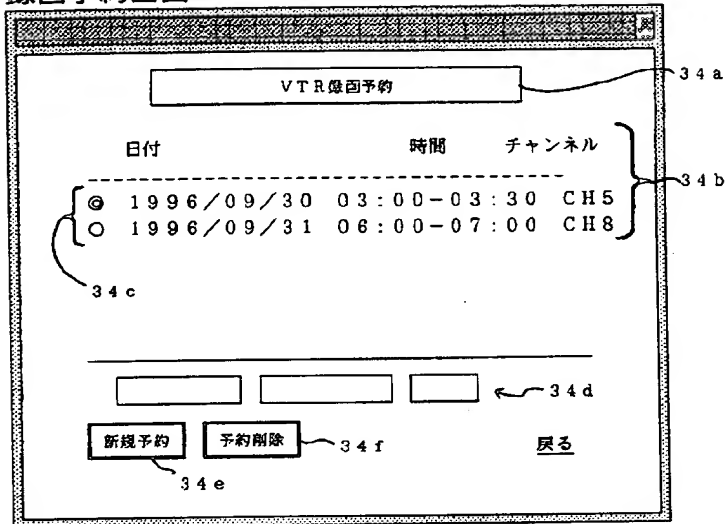 録画予約画面
VTR録画予約
34a
日付 時間 チャンネル
34b
◎ 1996/09/30 03:00-03:30 CH5
○ 1996/09/31 06:00-07:00 CH8
34c
34d
新規予約 予約削除 34f 戻る
34e